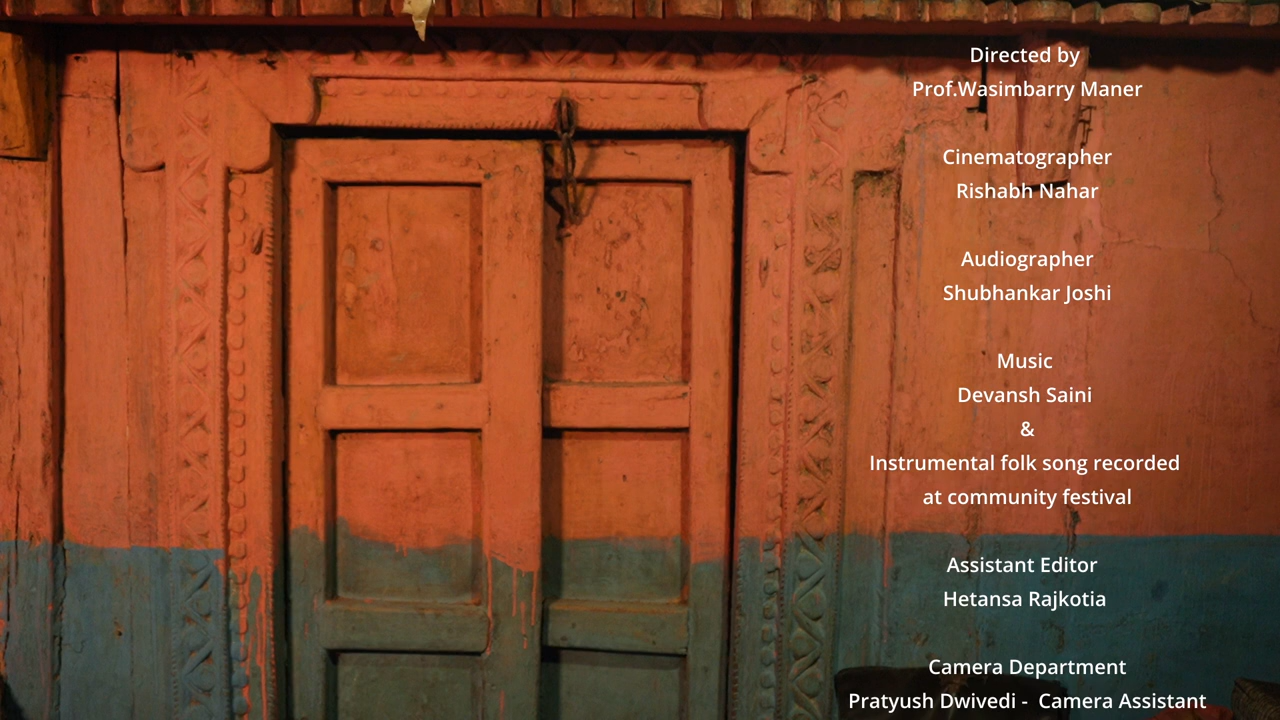 Directed by
Prof.Wasimbarry Maner
Cinematographer
Rishabh Nahar
Audiographer
Shubhankar Joshi
Music
Devansh Saini
&
Instrumental folk song recorded
at community festival
Assistant Editor
Hetansa Rajkotia
Camera Department
Pratyush Dwivedi -  Camera Assistant